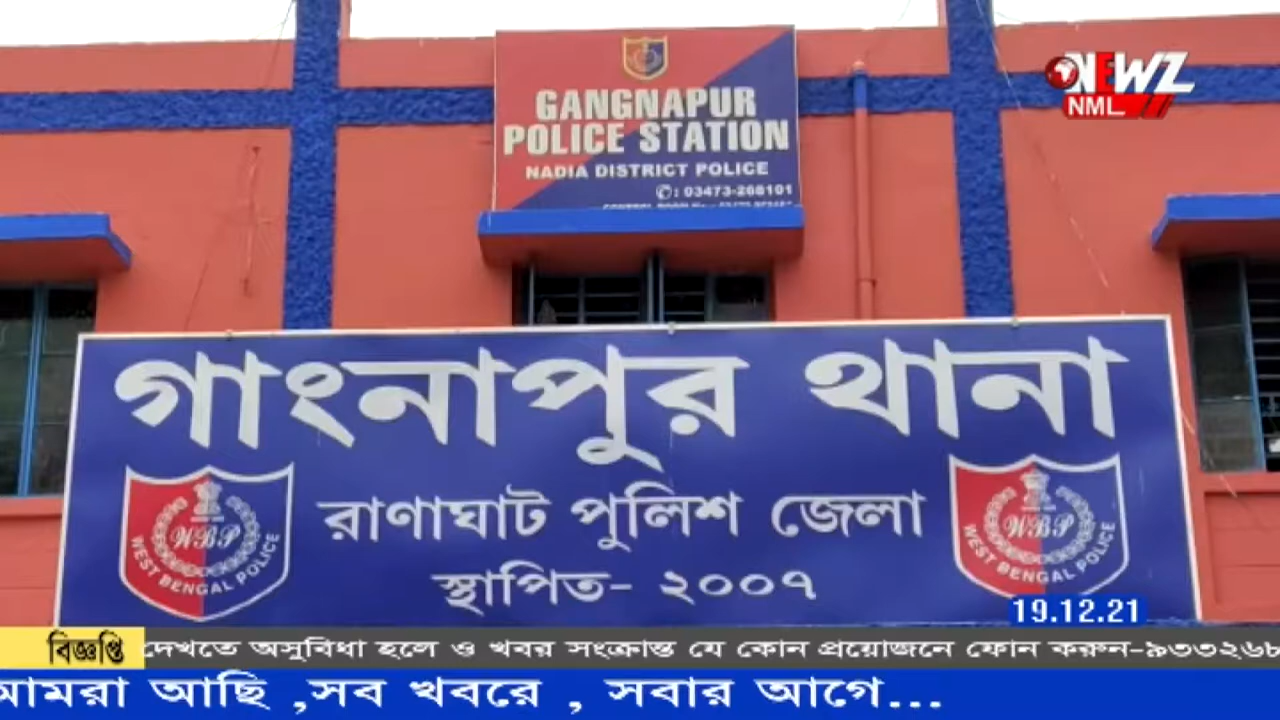 GANGNAPUR
POLICE STATION
NADIA DISTRICT POLICE
✆: 03473-268101
NEWZ
NML
গাংনাপুর থানা
রাণাঘাট পুলিশ জেলা
স্থাপিত- ২০০৭
WBP
WEST BENGAL POLICE
WBP
WEST BENGAL POLICE
19.12.21
বিজ্ঞপ্তি
দেখতে অসুবিধা হলে ও খবর সংক্রান্ত যে কোন প্রয়োজনে ফোন করুন-৯৩৩২৬৮
আমরা আছি ,সব খবরে , সবার আগে...